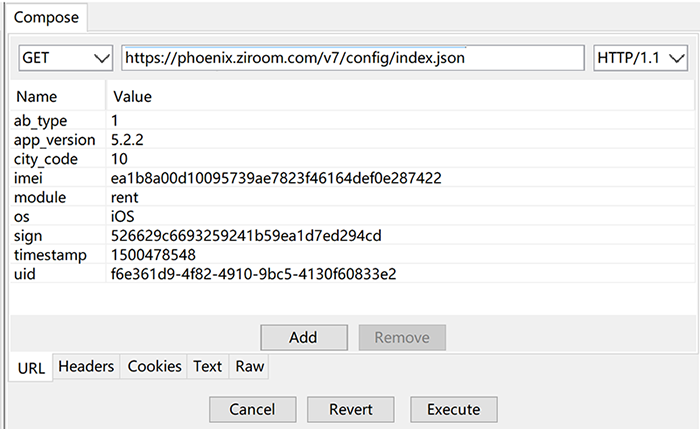 Compose
GET https://phoenix.ziroom.com/v7/config/index.json HTTP/1.1
Name Value
ab_type 1
app_version 5.2.2
city_code 10
imei ea1b8a00d10095739ae7823f46164def0e287422
module rent
os iOS
sign 526629c6693259241b59ea1d7ed294cd
timestamp 1500478548
uid f6e361d9-4f82-4910-9bc5-4130f60833e2
Add Remove
URL Headers Cookies Text Raw
Cancel Revert Execute